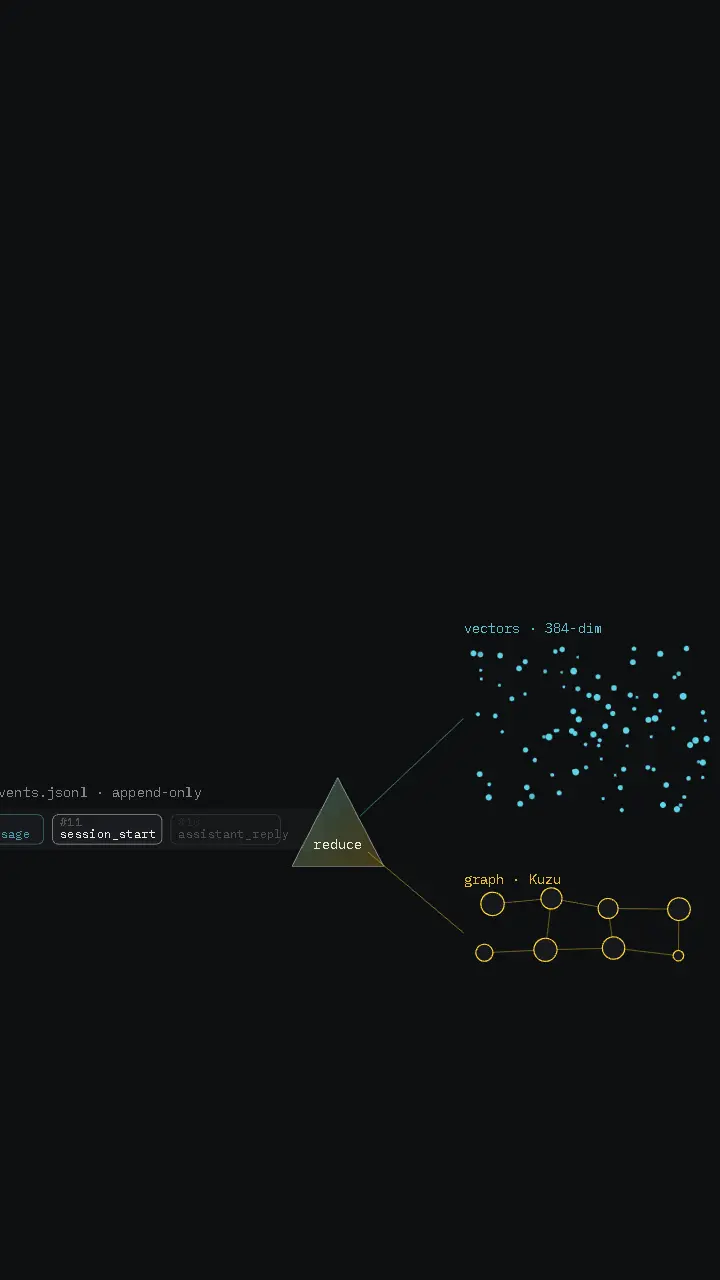 vectors · 384-dim
vents.jsonl · append-only
#11
sage
session_start
assistant_reply
reduce
graph · Kuzu